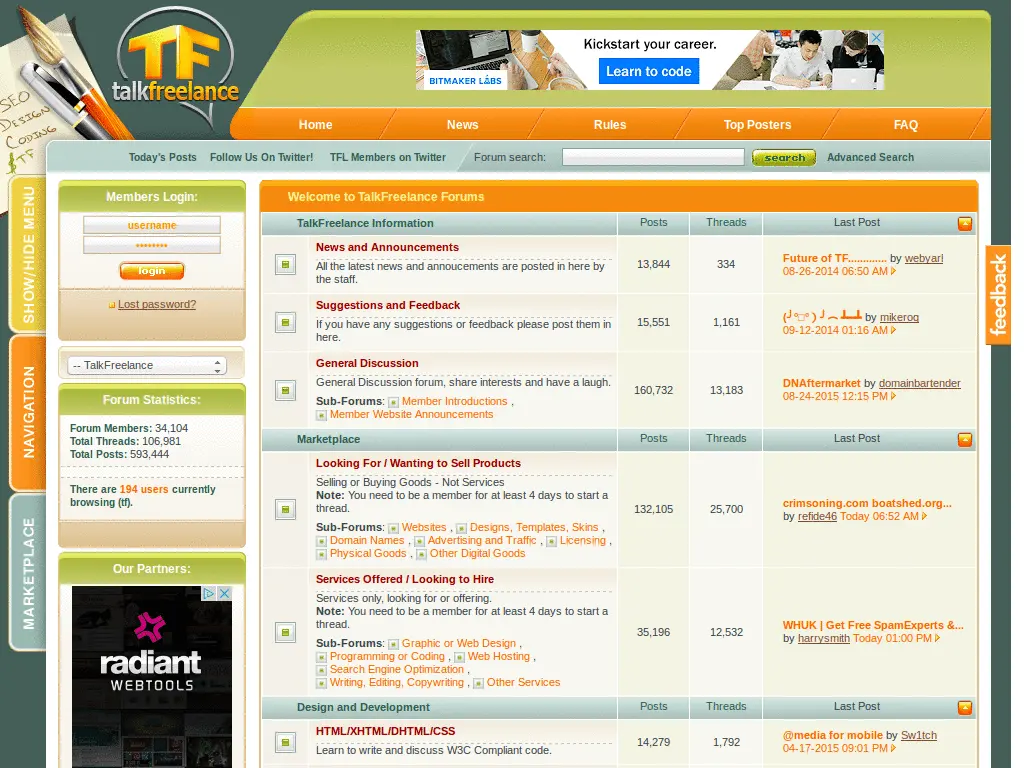 SEO
DESIGN
CODING
$TF
TF
talkfreelance
Kickstart your career.
BITMAKER LABS
Learn to code
Home
News
Rules
Top Posters
FAQ
Today's Posts
Follow Us On Twitter!
TFL Members on Twitter
Forum search:
search
Advanced Search
SHOW/HIDE MENU
NAVIGATION
MARKETPLACE
feedback
Members Login:
username
••••••••
login
Lost password?
-- TalkFreelance
Forum Statistics:
Forum Members: 34,104
Total Threads: 106,981
Total Posts: 593,444
There are 194 users currently
browsing (tf).
Our Partners:
radiant
WEBTOOLS
Welcome to TalkFreelance Forums
TalkFreelance Information Posts Threads Last Post
News and Announcements
All the latest news and annoucements are posted in here by
the staff.
13,844
334
Future of TF............. by webyarl
08-26-2014 06:50 AM
Suggestions and Feedback
If you have any suggestions or feedback please post them in
here.
15,551
1,161
(╯°□°)╯︵ ┻━┻ by mikeroq
09-12-2014 01:16 AM
General Discussion
General Discussion forum, share interests and have a laugh.
Sub-Forums: Member Introductions ,
Member Website Announcements
160,732
13,183
DNAftermarket by domainbartender
08-24-2015 12:15 PM
Marketplace Posts Threads Last Post
Looking For / Wanting to Sell Products
Selling or Buying Goods - Not Services
Note: You need to be a member for at least 4 days to start a
thread.
Sub-Forums: Websites , Designs, Templates, Skins ,
Domain Names , Advertising and Traffic , Licensing ,
Physical Goods , Other Digital Goods
132,105
25,700
crimsoning.com boatshed.org...
by refide46 Today 06:52 AM
Services Offered / Looking to Hire
Services only, looking for or offering.
Note: You need to be a member for at least 4 days to start a
thread.
Sub-Forums: Graphic or Web Design ,
Programming or Coding , Web Hosting ,
Search Engine Optimization ,
Writing, Editing, Copywriting , Other Services
35,196
12,532
WHUK | Get Free SpamExperts &...
by harrysmith Today 01:00 PM
Design and Development Posts Threads Last Post
HTML/XHTML/DHTML/CSS
Learn to write and discuss W3C Compliant code.
14,279
1,792
@media for mobile by Sw1tch
04-17-2015 09:01 PM